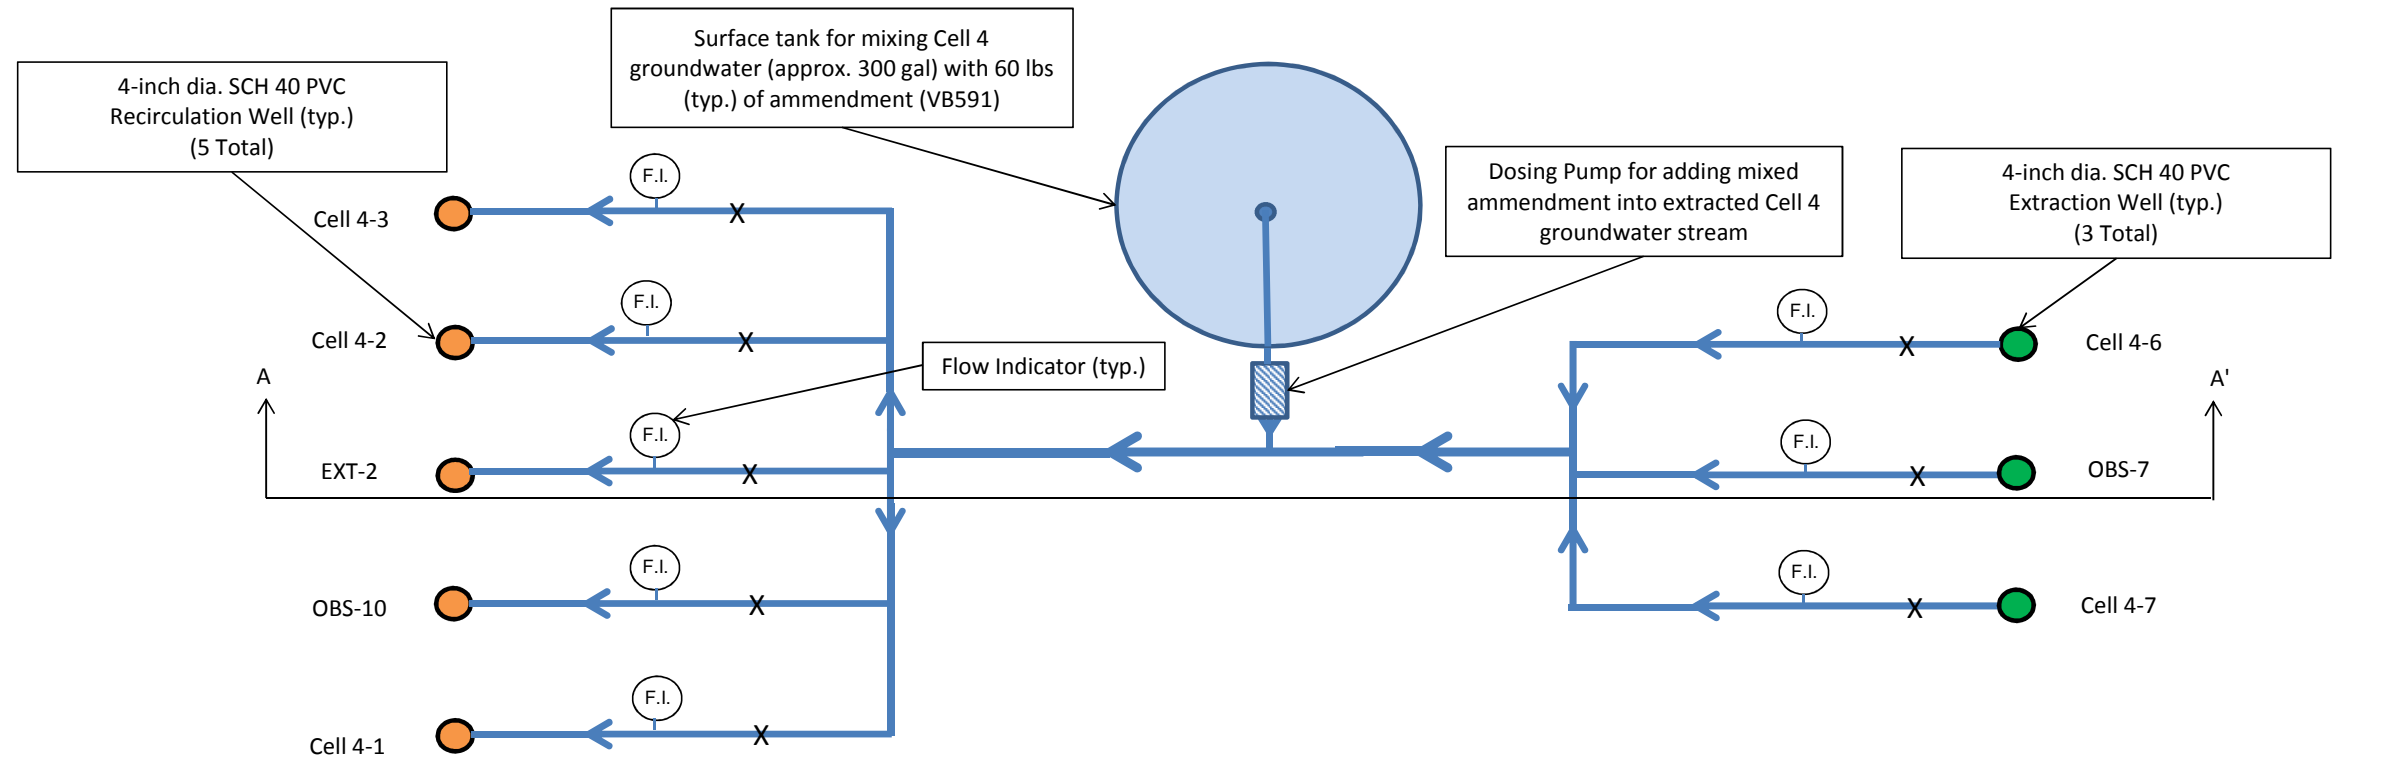 Surface tank for mixing Cell 4
groundwater (approx. 300 gal) with 60 lbs
(typ.) of ammendment (VB591)
4-inch dia. SCH 40 PVC
Recirculation Well (typ.)
(5 Total)
Dosing Pump for adding mixed
ammendment into extracted Cell 4
groundwater stream
4-inch dia. SCH 40 PVC
Extraction Well (typ.)
(3 Total)
F.I.
Cell 4-3
X
F.I.
Cell 4-2
X
F.I.
X
Cell 4-6
Flow Indicator (typ.)
A
A'
F.I.
EXT-2
X
F.I.
X
OBS-7
F.I.
OBS-10
X
F.I.
X
Cell 4-7
F.I.
Cell 4-1
X